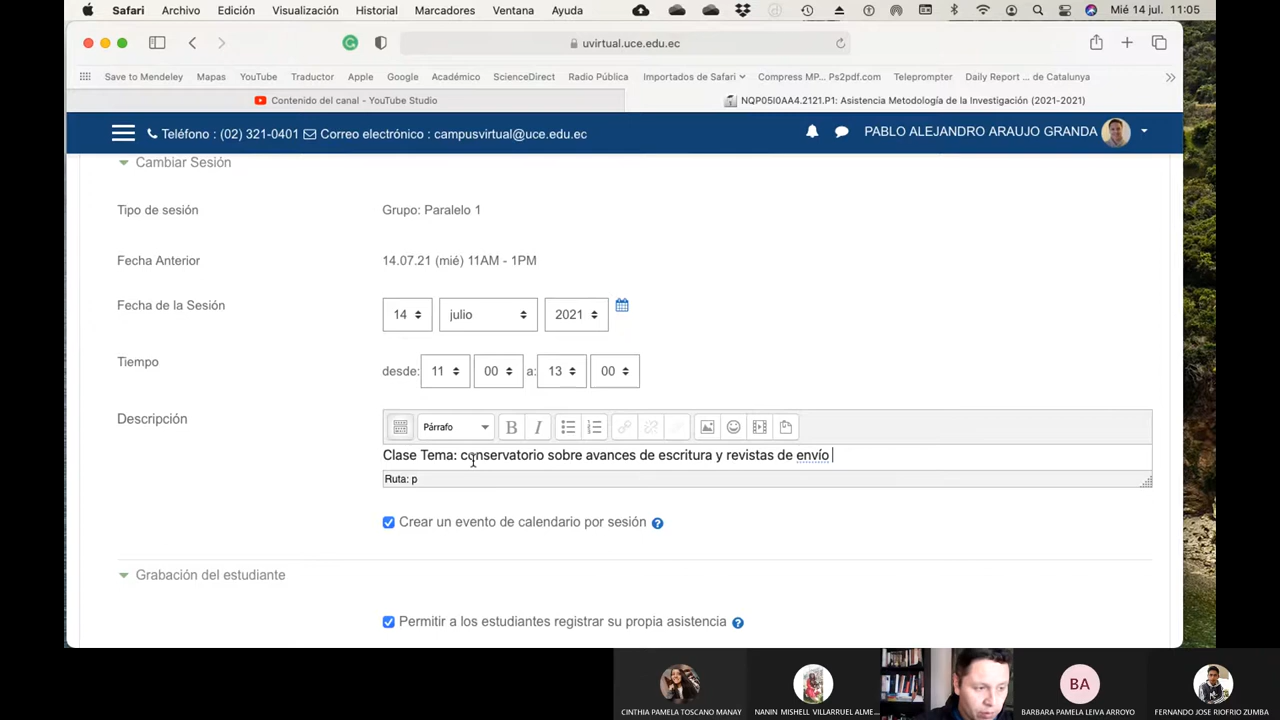 Safari Archivo Edición Visualización Historial Marcadores Ventana Ayuda Mié 14 jul. 11:05
uvirtual.uce.edu.ec
Save to Mendeley Mapas YouTube Traductor Apple Google Académico ScienceDirect Radio Pública Importados de Safari Compress MP... Ps2pdf.com Teleprompter Daily Report ... de Catalunya
Contenido del canal - YouTube Studio NQP05I0AA4.2121.P1: Asistencia Metodología de la Investigación (2021-2021)
Teléfono : (02) 321-0401 Correo electrónico : campusvirtual@uce.edu.ec PABLO ALEJANDRO ARAUJO GRANDA
Cambiar Sesión
Tipo de sesión Grupo: Paralelo 1
Fecha Anterior 14.07.21 (mié) 11AM - 1PM
Fecha de la Sesión 14 julio 2021
Tiempo desde: 11 00 a: 13 00
Descripción
Párrafo B I
Clase Tema: conservatorio sobre avances de escritura y revistas de envío
Ruta: p
Crear un evento de calendario por sesión ?
Grabación del estudiante
Permitir a los estudiantes registrar su propia asistencia ?
BA
CINTHIA PAMELA TOSCANO MANAY NANIN MISHELL VILLARRUEL ALME... BARBARA PAMELA LEIVA ARROYO FERNANDO JOSE RIOFRIO ZUMBA